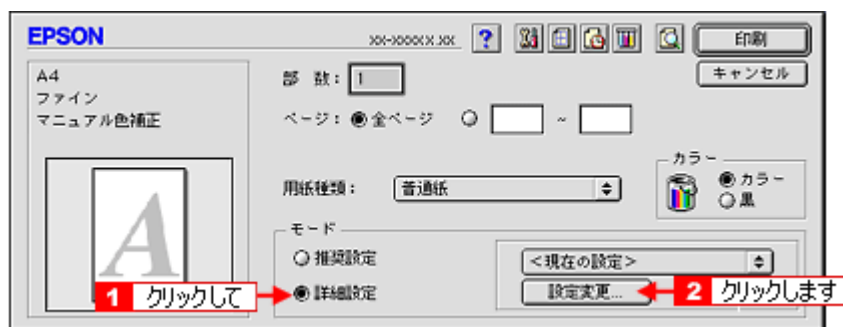 EPSON
XX-XXXXX X.XX
?
印刷
キャンセル
A4
ファイン
マニュアル色補正
A
部 数： 1
ページ： 全ページ ～
用紙種類： 普通紙
カラー
カラー
黒
モード
推奨設定
詳細設定
<現在の設定>
設定変更...
1 クリックして
2 クリックします